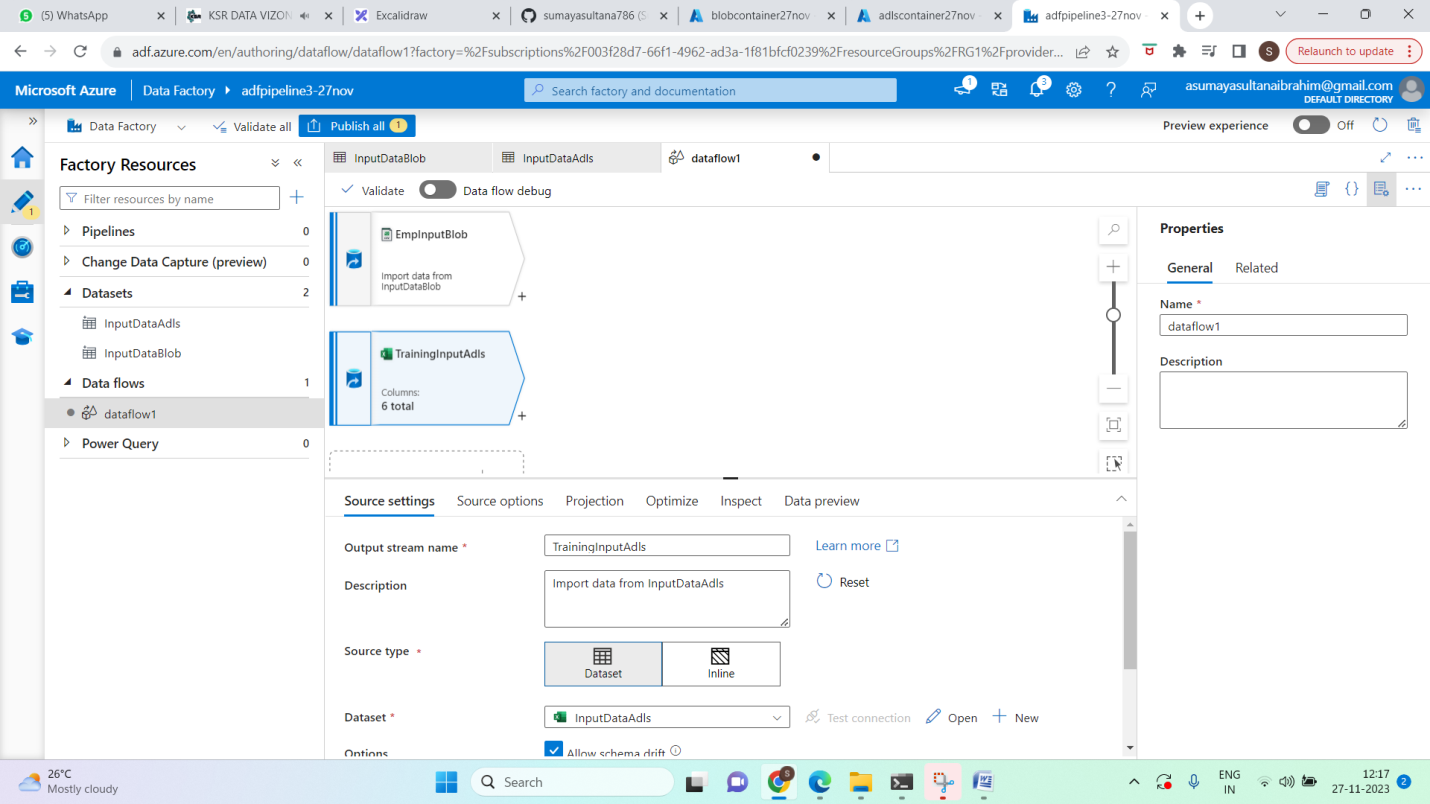 (5) WhatsApp
KSR DATA VIZON
Excalidraw
sumayasultana786 (S
blobcontainer27nov
adlscontainer27nov
adfpipeline3-27nov
adf.azure.com/en/authoring/dataflow/dataflow1?factory=%2Fsubscriptions%2F003f28d7-66f1-4962-ad3a-1f81bfcf0239%2FresourceGroups%2FRG1%2Fprovider...
S
Relaunch to update
Microsoft Azure
Data Factory
adfpipeline3-27nov
Search factory and documentation
1
3
asumayasultanaibrahim@gmail.com
DEFAULT DIRECTORY
Data Factory
Validate all
Publish all 1
Preview experience
Off
Factory Resources
Filter resources by name
1
Pipelines 0
Change Data Capture (preview) 0
Datasets 2
InputDataAdls
InputDataBlob
Data flows 1
dataflow1
Power Query 0
InputDataBlob
InputDataAdls
dataflow1
Validate
Data flow debug
EmpInputBlob
Import data from
InputDataBlob
TrainingInputAdls
Columns:
6 total
Properties
General
Related
Name *
dataflow1
Description
Source settings
Source options
Projection
Optimize
Inspect
Data preview
Output stream name *
TrainingInputAdls
Learn more
Description
Import data from InputDataAdls
Reset
Source type *
Dataset
Inline
Dataset *
InputDataAdls
Test connection
Open
New
Options
Allow schema drift
26°C
Mostly cloudy
Search
S
ENG
IN
12:17
27-11-2023
2